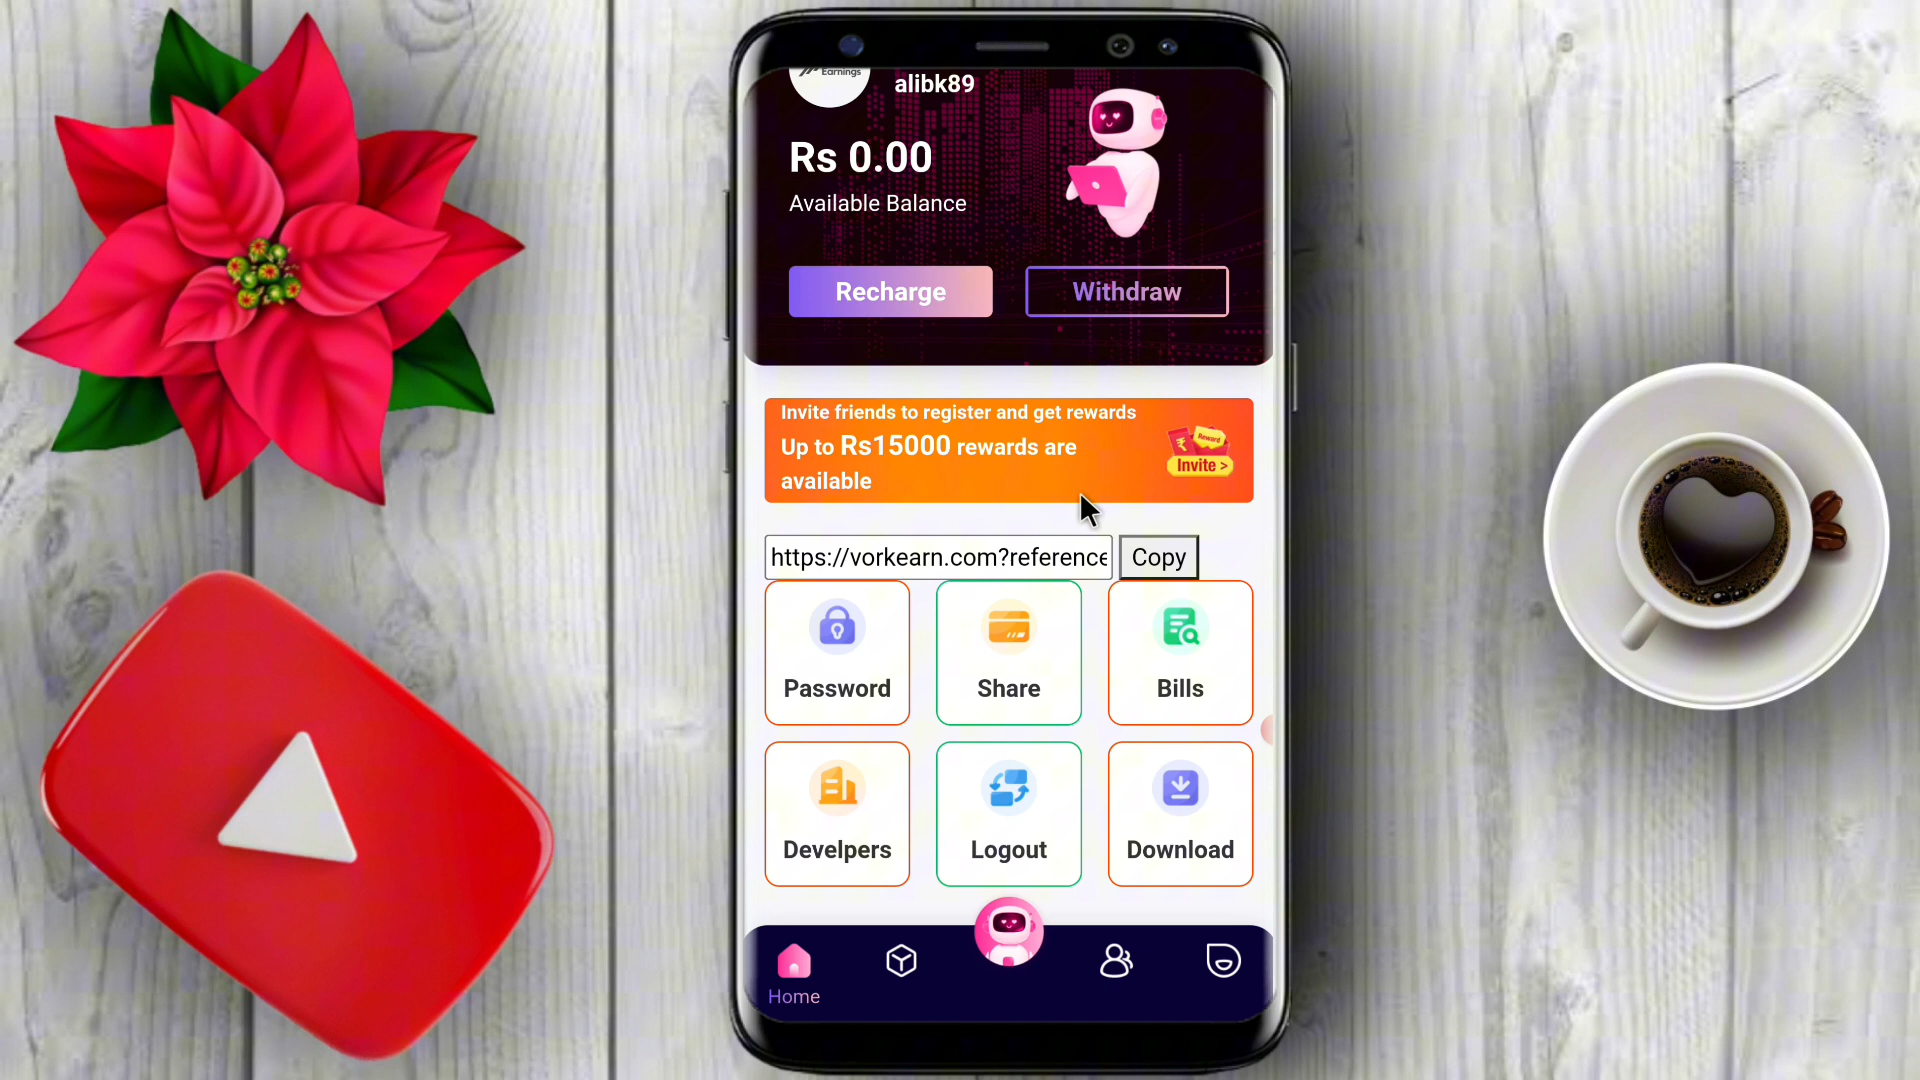 Earnings
alibk89
Rs 0.00
Available Balance
Recharge
Withdraw
Invite friends to register and get rewards
Up to Rs15000 rewards are
available
₹
Reward
Invite >
https://vorkearn.com?reference
Copy
Password
Share
Bills
Develpers
Logout
Download
Home